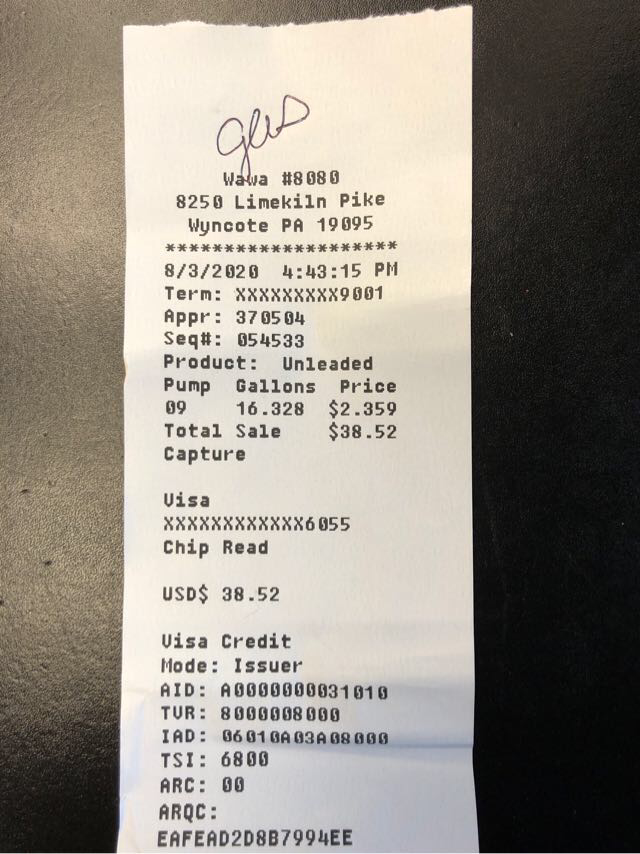 gas
Wawa #8080
8250 Limekiln Pike
Wyncote PA 19095
********************
8/3/2020 4:43:15 PM
Term: XXXXXXXXX9001
Appr: 370504
Seq#: 054533
Product: Unleaded
Pump Gallons Price
09 16.328 $2.359
Total Sale $38.52
Capture
Visa
XXXXXXXXXXXX6055
Chip Read
USD$ 38.52
Visa Credit
Mode: Issuer
AID: A0000000031010
TVR: 8000008000
IAD: 06010A03A08000
TSI: 6800
ARC: 00
ARQC:
EAFEAD2D8B7994EE